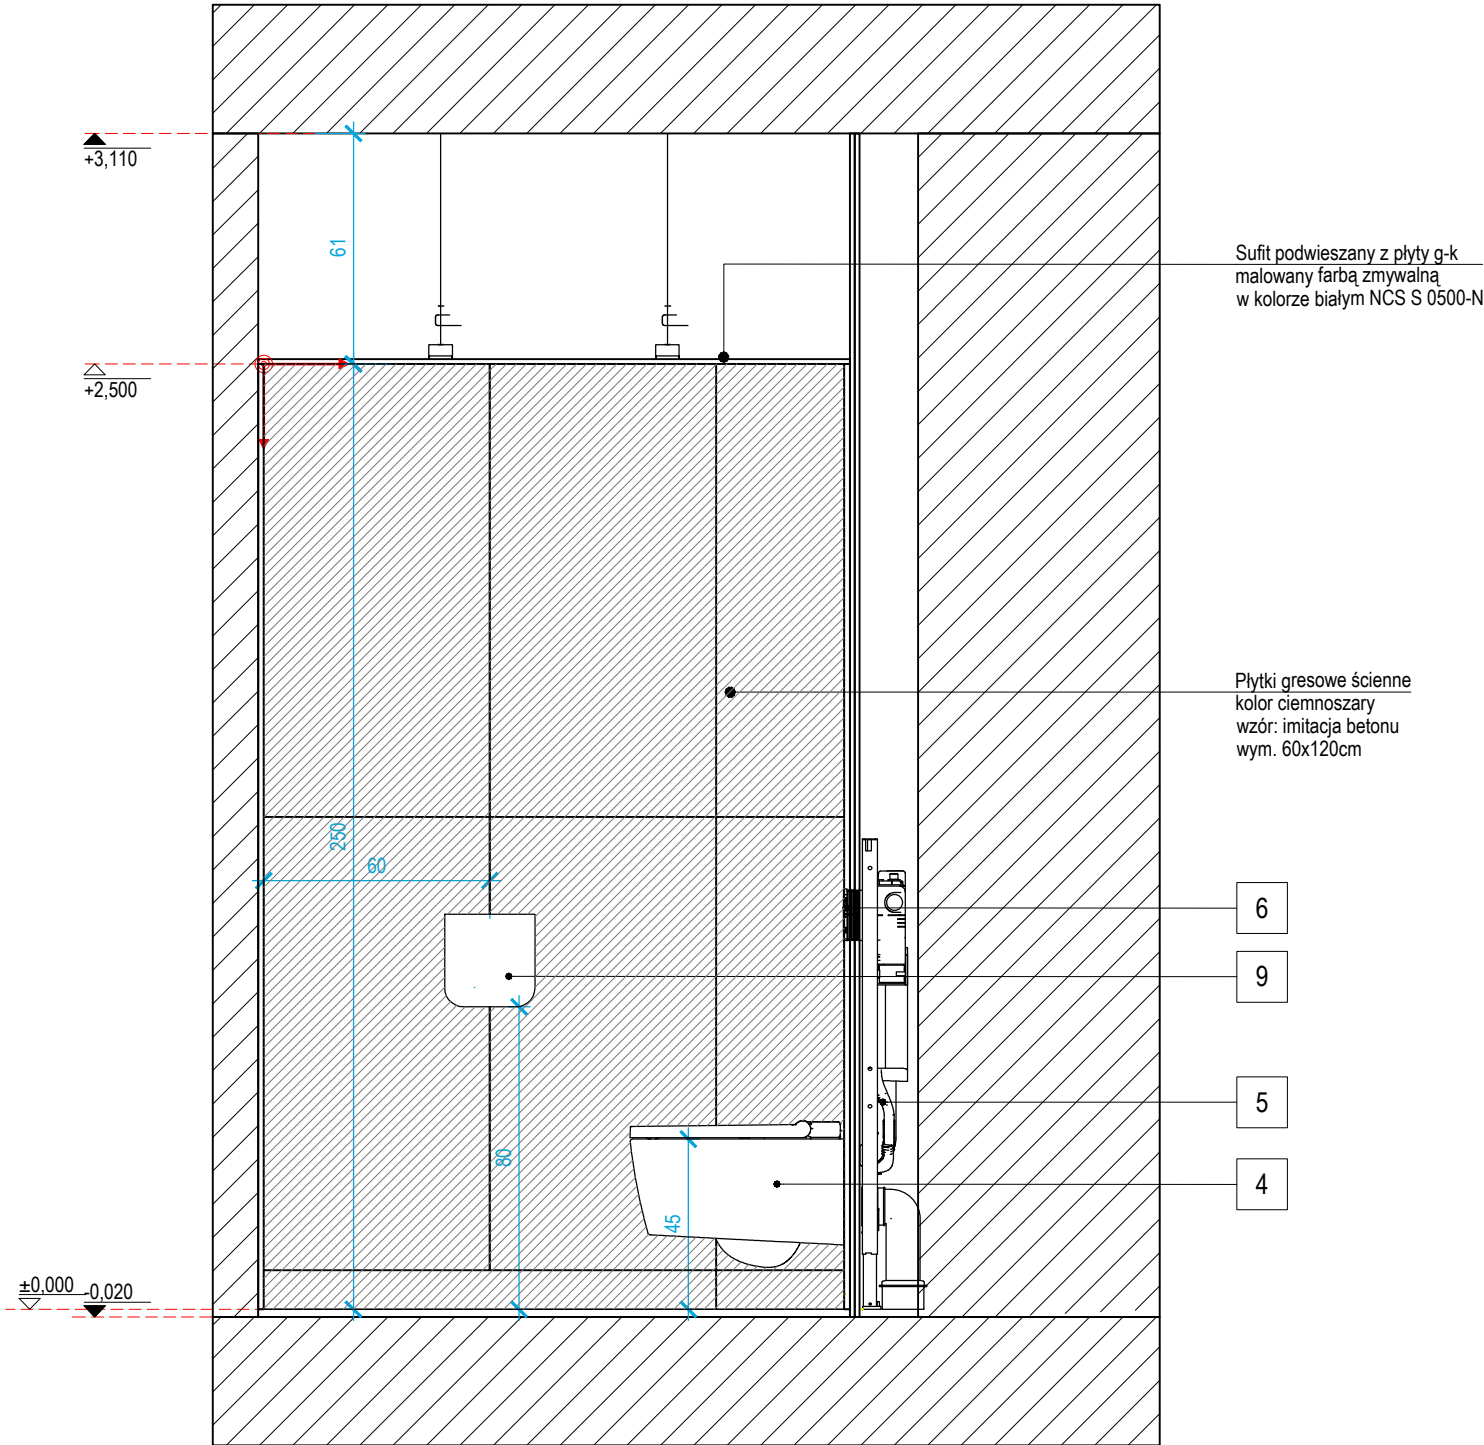 +3,110
61
Sufit podwieszany z płyty g-k
malowany farbą zmywalną
w kolorze białym NCS S 0500-N
+2,500
Płytki gresowe ścienne
kolor ciemnoszary
wzór: imitacja betonu
wym. 60x120cm
250
60
6
9
5
80
4
45
±0,000
-0,020